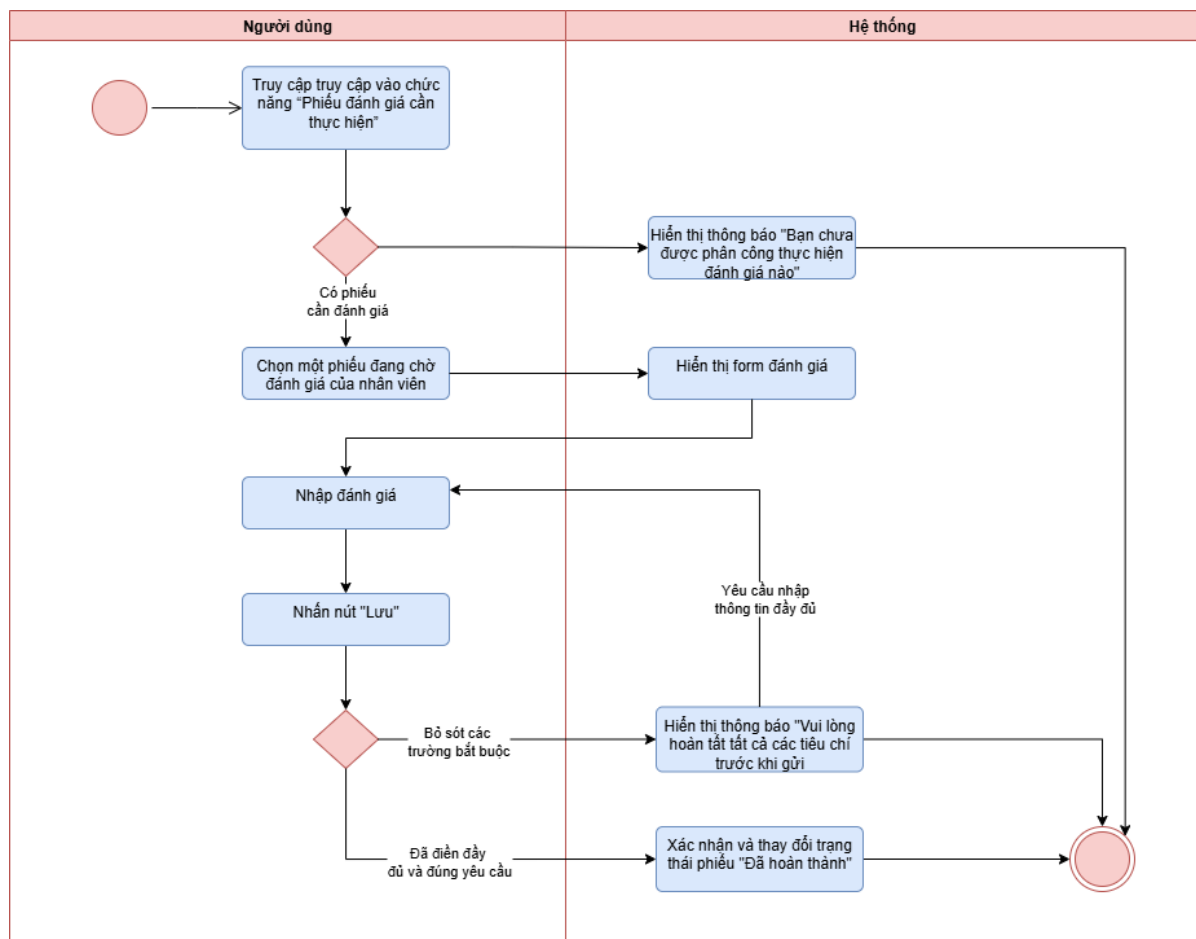 Người dùng
Hệ thống
Truy cập truy cập vào chức
năng “Phiếu đánh giá cần
thực hiện”
Hiển thị thông báo "Bạn chưa
được phân công thực hiện
đánh giá nào"
Có phiếu
cần đánh giá
Chọn một phiếu đang chờ
đánh giá của nhân viên
Hiển thị form đánh giá
Nhập đánh giá
Yêu cầu nhập
thông tin đầy đủ
Nhấn nút "Lưu"
Bỏ sót các
trường bắt buộc
Hiển thị thông báo "Vui lòng
hoàn tất tất cả các tiêu chí
trước khi gửi
Đã điền đầy
đủ và đúng yêu cầu
Xác nhận và thay đổi trạng
thái phiếu "Đã hoàn thành"